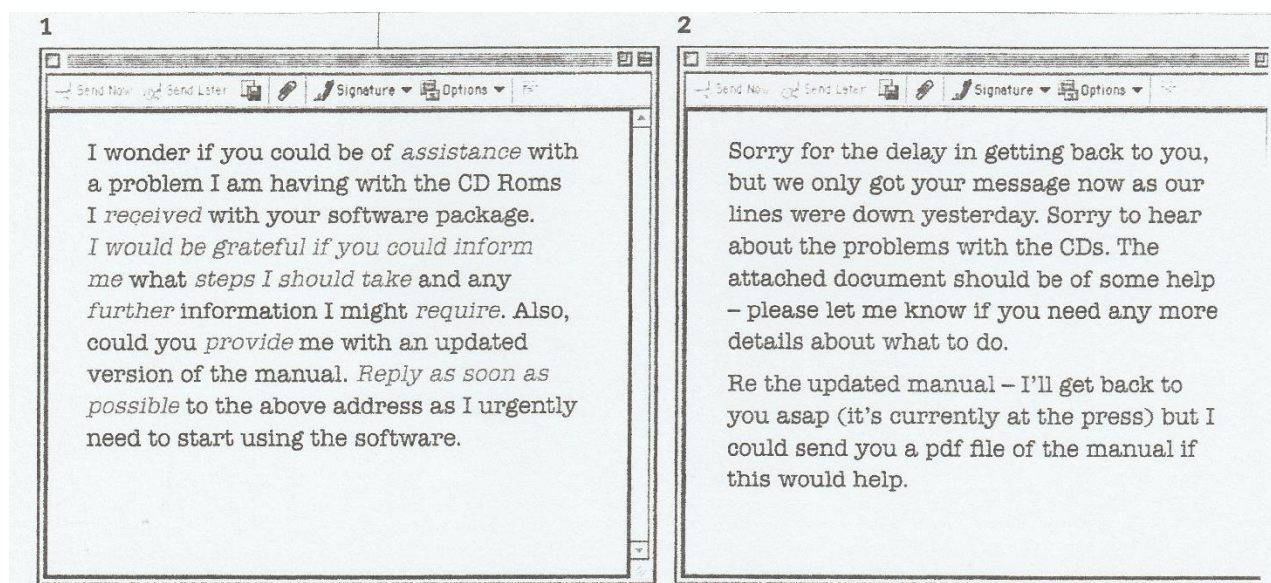 1
Send Now Send Later Signature Options
I wonder if you could be of assistance with
a problem I am having with the CD Roms
I received with your software package.
I would be grateful if you could inform
me what steps I should take and any
further information I might require. Also,
could you provide me with an updated
version of the manual. Reply as soon as
possible to the above address as I urgently
need to start using the software.
2
Send Now Send Later Signature Options
Sorry for the delay in getting back to you,
but we only got your message now as our
lines were down yesterday. Sorry to hear
about the problems with the CDs. The
attached document should be of some help
– please let me know if you need any more
details about what to do.
Re the updated manual – I'll get back to
you asap (it's currently at the press) but I
could send you a pdf file of the manual if
this would help.